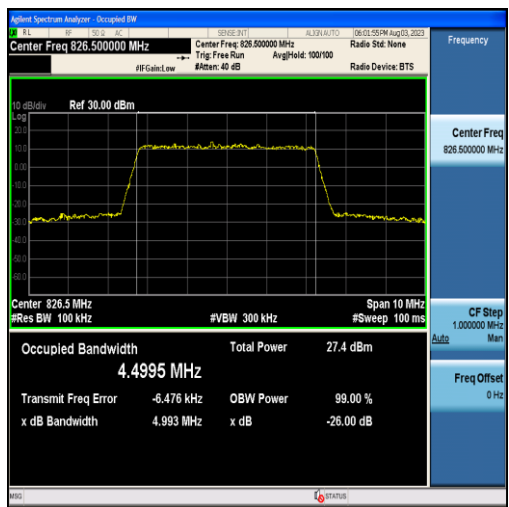 Agilent Spectrum Analyzer - Occupied BW
RL RF 50 Ω AC SENSE:INT ALIGN AUTO 06:01:55 PM Aug 03, 2023
Center Freq 826.500000 MHz
Center Freq: 826.500000 MHz
Radio Std: None
Trig: Free Run Avg|Hold: 100/100
#IFGain:Low #Atten: 40 dB Radio Device: BTS
10 dB/div Ref 30.00 dBm
Log
20.0
10.0
0.00
-10.0
-20.0
-30.0
-40.0
-50.0
-60.0
Center 826.5 MHz Span 10 MHz
#Res BW 100 kHz #VBW 300 kHz #Sweep 100 ms
Occupied Bandwidth Total Power 27.4 dBm
4.4995 MHz
Transmit Freq Error -6.476 kHz OBW Power 99.00 %
x dB Bandwidth 4.993 MHz x dB -26.00 dB
MSG STATUS
Frequency
Center Freq
826.500000 MHz
CF Step
1.000000 MHz
Auto Man
Freq Offset
0 Hz